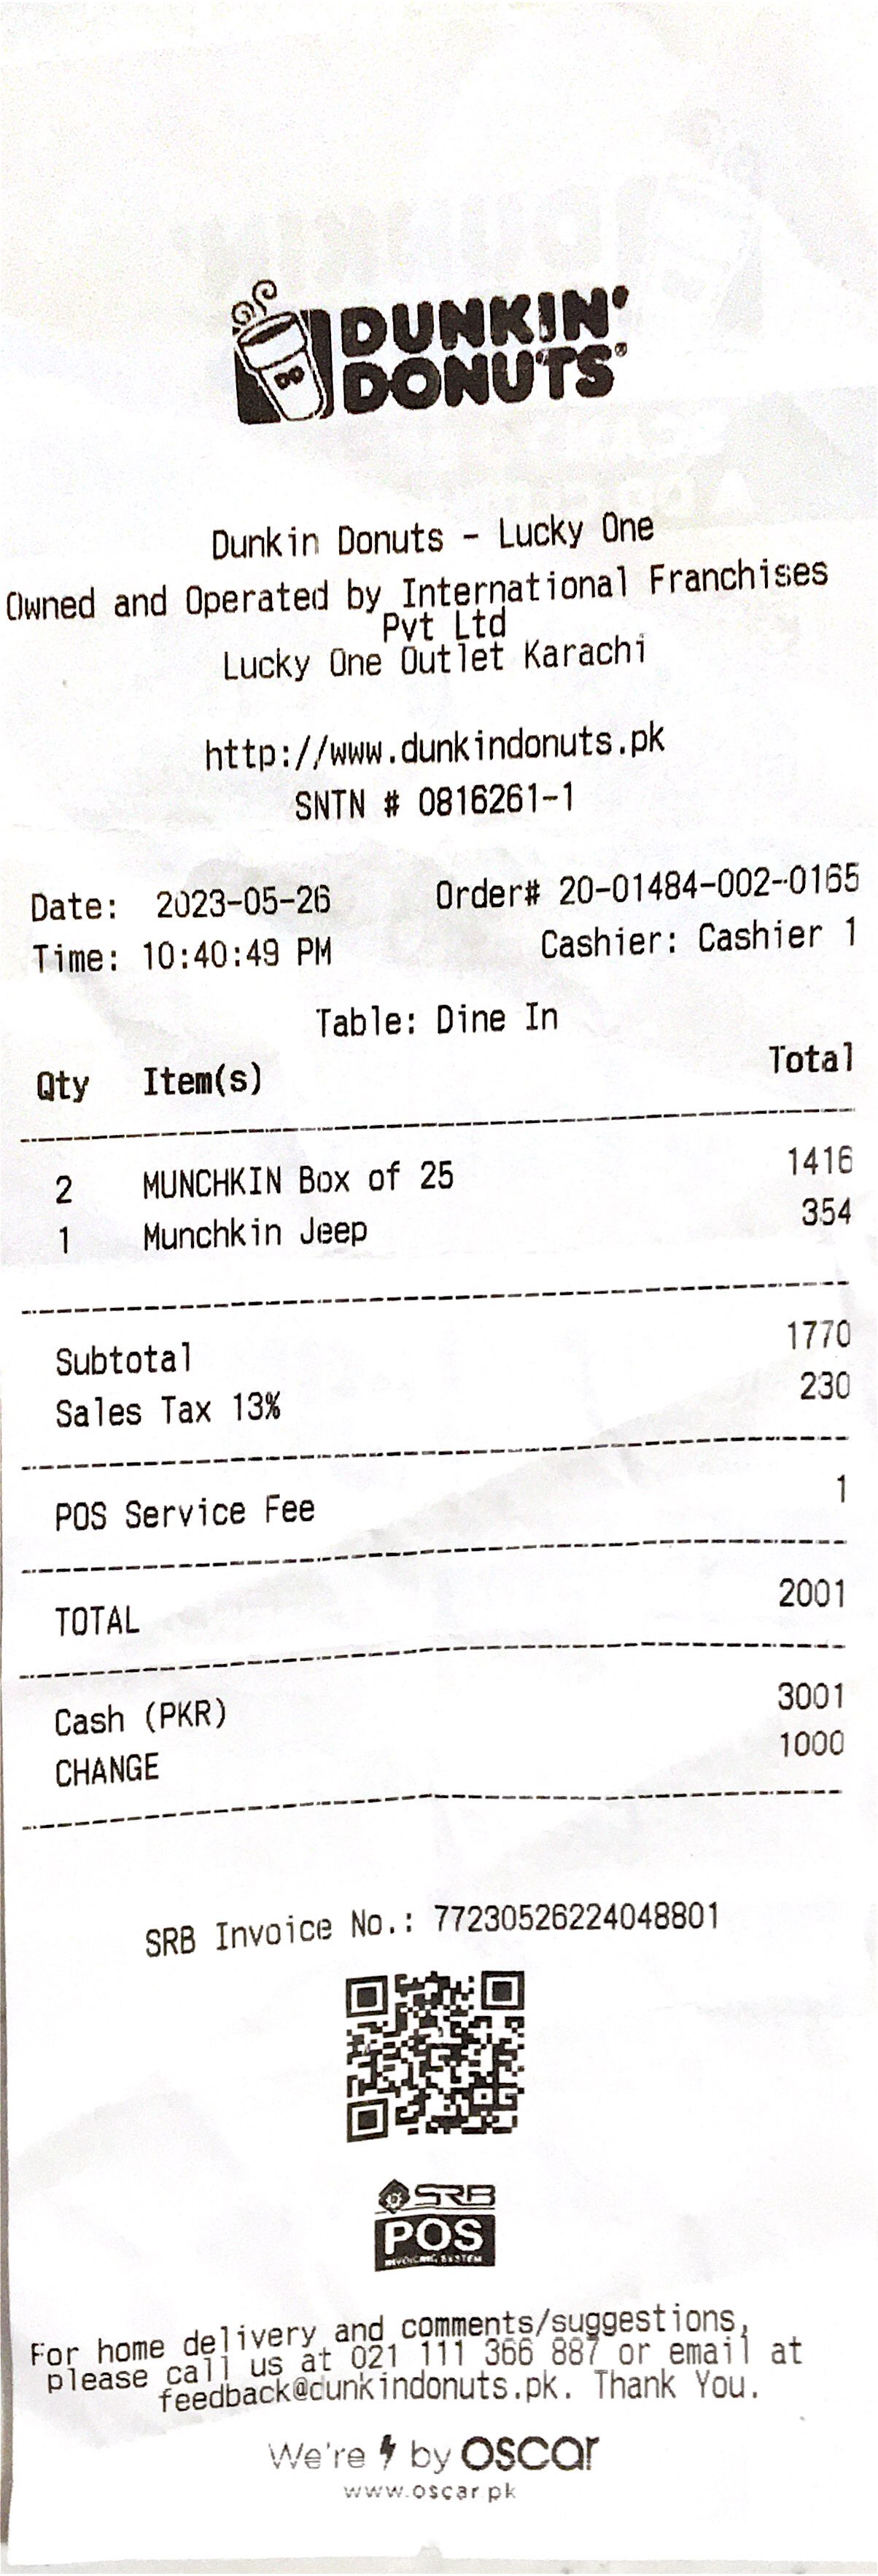 DUNKIN'
DONUTS®
Dunkin Donuts - Lucky One
Owned and Operated by International Franchises
Pvt Ltd
Lucky One Outlet Karachi
http://www.dunkindonuts.pk
SNTN # 0816261-1
Date: 2023-05-26 Order# 20-01484-002-0165
Time: 10:40:49 PM Cashier: Cashier 1
Table: Dine In
Qty Item(s) Total
2 MUNCHKIN Box of 25 1416
1 Munchkin Jeep 354
Subtotal 1770
Sales Tax 13% 230
POS Service Fee 1
TOTAL 2001
Cash (PKR) 3001
CHANGE 1000
SRB Invoice No.: 77230526224048801
SRB
POS
INVOICING SYSTEM
For home delivery and comments/suggestions,
please call us at 021 111 366 887 or email at
feedback@dunkindonuts.pk. Thank You.
We're by oscar
www.oscar.pk